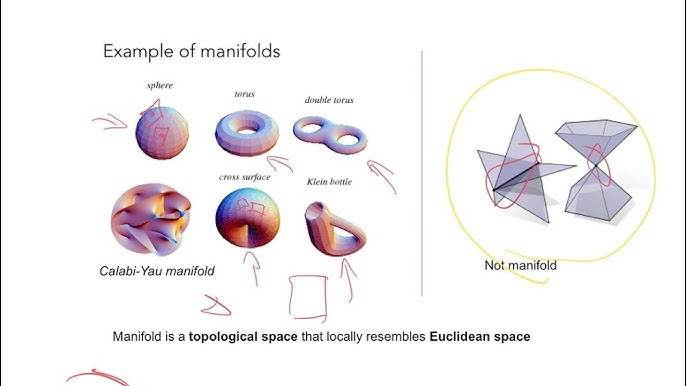 Example of manifolds
sphere
torus
double torus
cross surface
Klein bottle
Calabi-Yau manifold
Not manifold
Manifold is a topological space that locally resembles Euclidean space